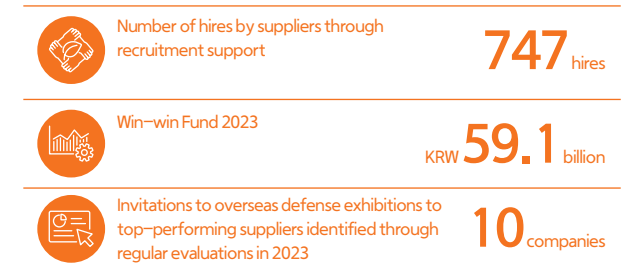 Number of hires by suppliers through
recruitment support
747 hires
Win-win Fund 2023
KRW 59.1 billion
Invitations to overseas defense exhibitions to
top-performing suppliers identified through
regular evaluations in 2023
10 companies